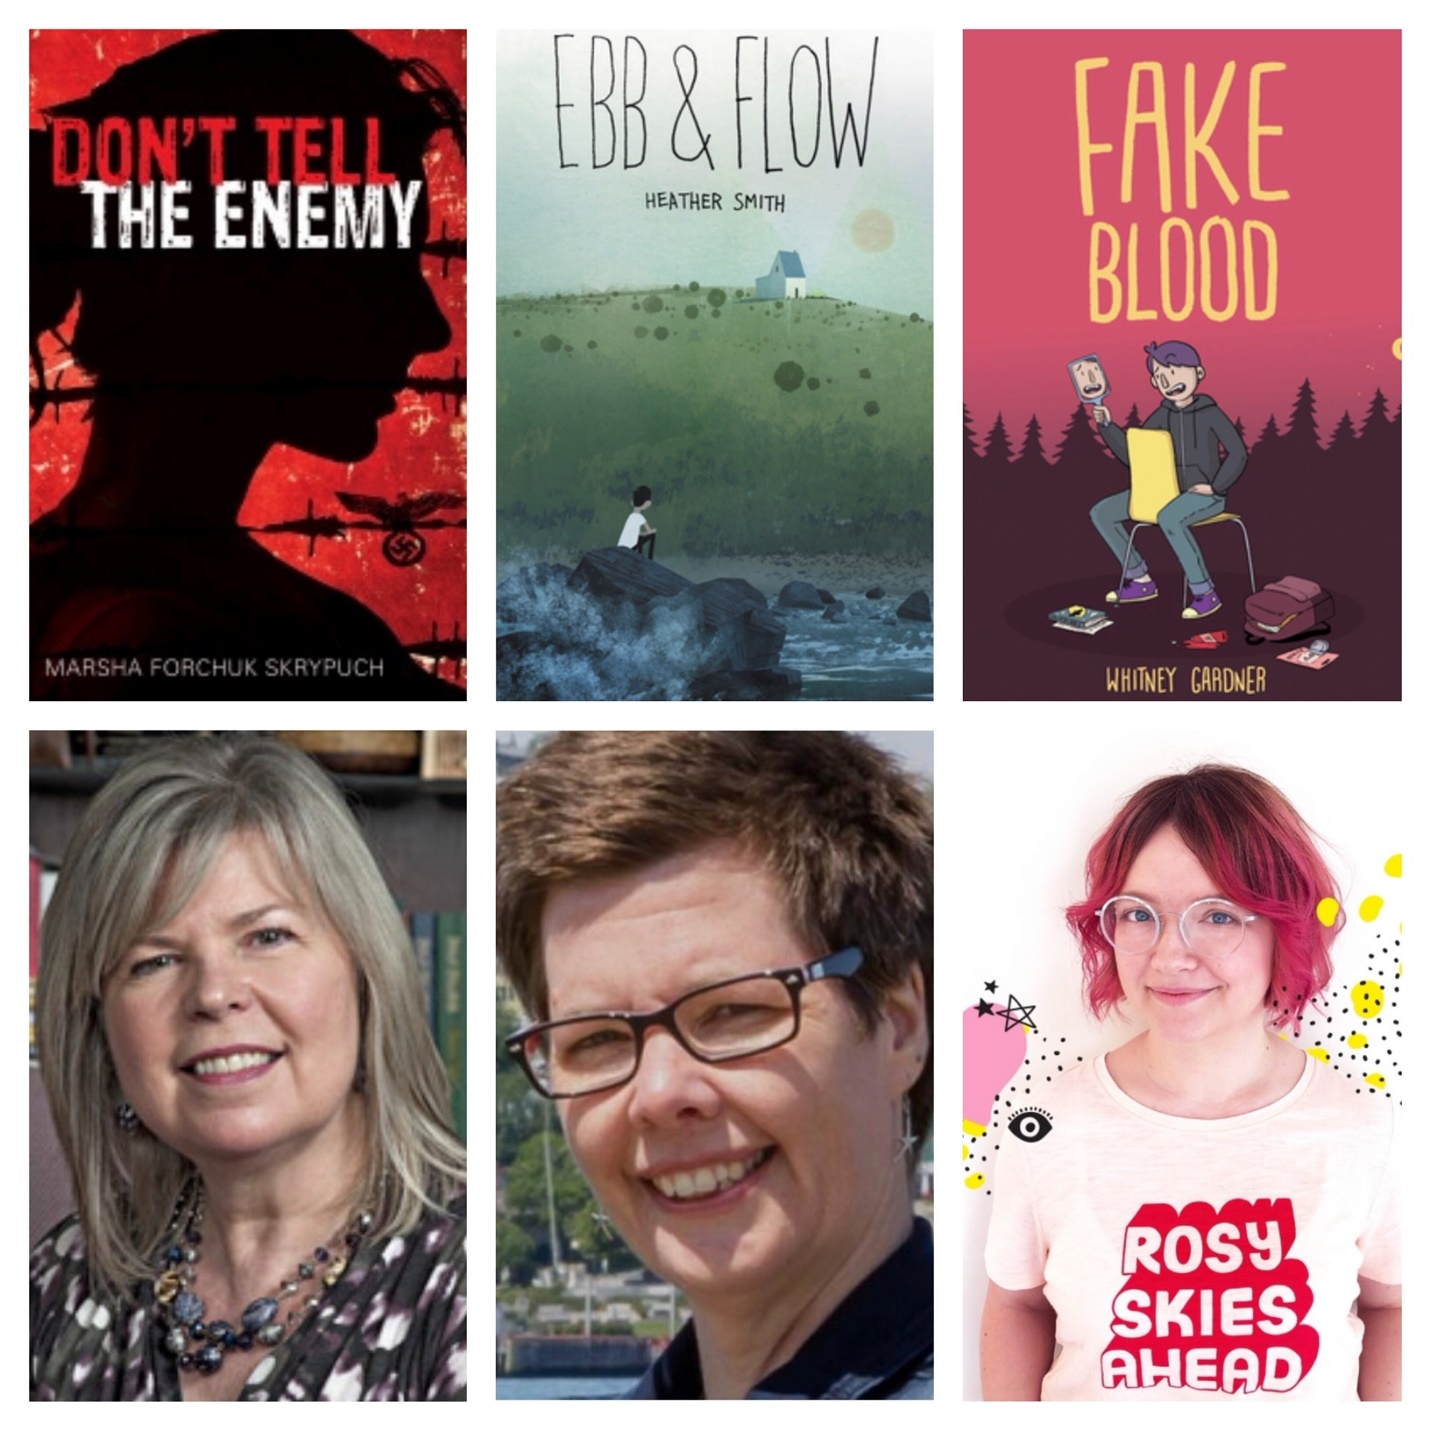 DON'T TELL
THE ENEMY
MARSHA FORCHUK SKRYPUCH
EBB & FLOW
HEATHER SMITH
FAKE
BLOOD
WHITNEY GARDNER
ROSY
SKIES
AHEAD